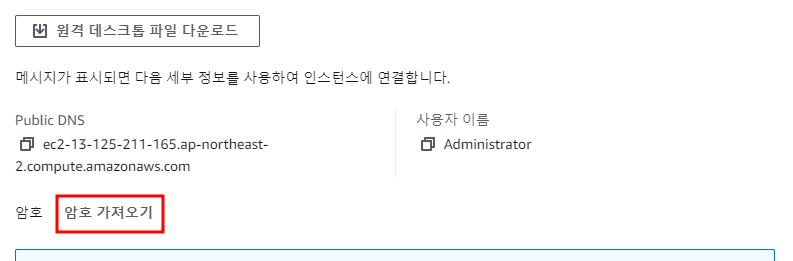 원격 데스크톱 파일 다운로드
메시지가 표시되면 다음 세부 정보를 사용하여 인스턴스에 연결합니다.
Public DNS
ec2-13-125-211-165.ap-northeast-
2.compute.amazonaws.com
사용자 이름
Administrator
암호 암호 가져오기